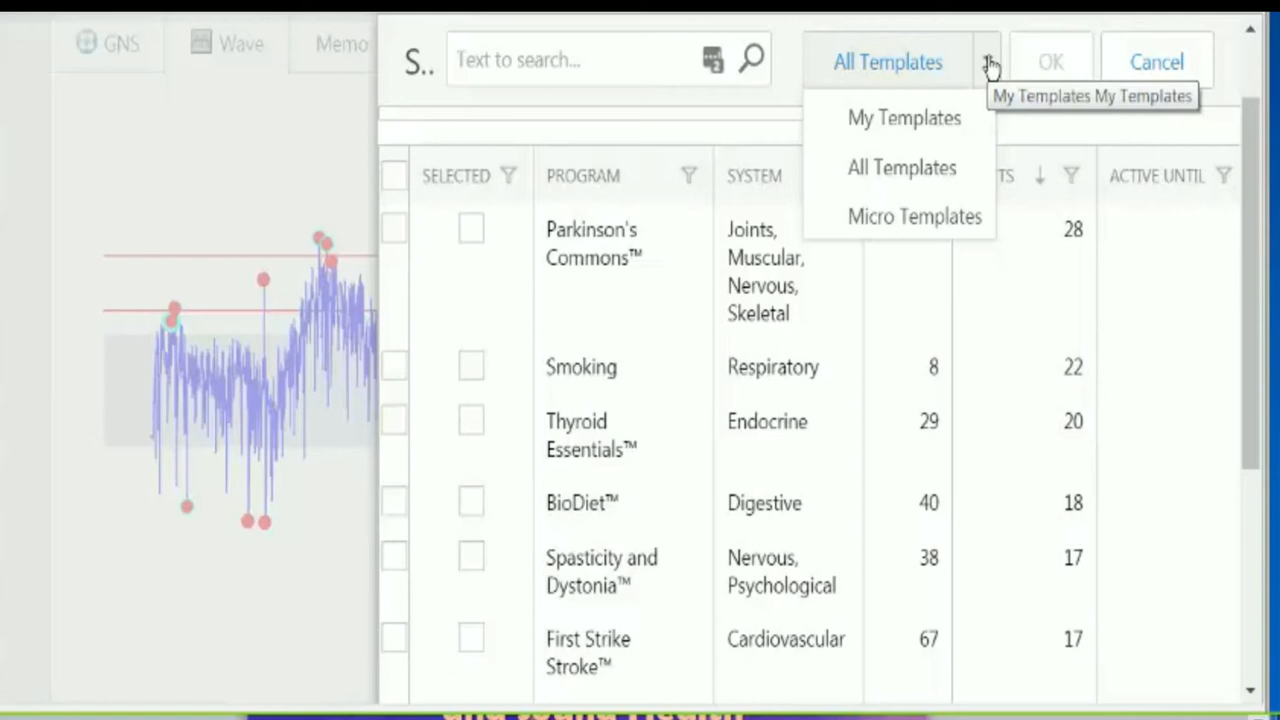 GNS
Wave
Memo
S..
Text to search...
All Templates
OK
Cancel
My Templates My Templates
My Templates
All Templates
Micro Templates
SELECTED
PROGRAM
SYSTEM
TS
ACTIVE UNTIL
Parkinson's
Commons™
Joints,
Muscular,
Nervous,
Skeletal
28
Smoking
Respiratory
8
22
Thyroid
Essentials™
Endocrine
29
20
BioDiet™
Digestive
40
18
Spasticity and
Dystonia™
Nervous,
Psychological
38
17
First Strike
Stroke™
Cardiovascular
67
17
and Sound Health